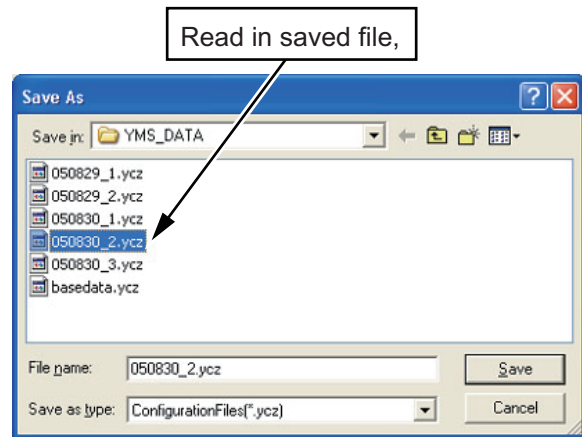 Read in saved file,
Save As
Save in: YMS_DATA
050829_1.ycz
050829_2.ycz
050830_1.ycz
050830_2.ycz
050830_3.ycz
basedata.ycz
File name: 050830_2.ycz Save
Save as type: ConfigurationFiles(*.ycz) Cancel